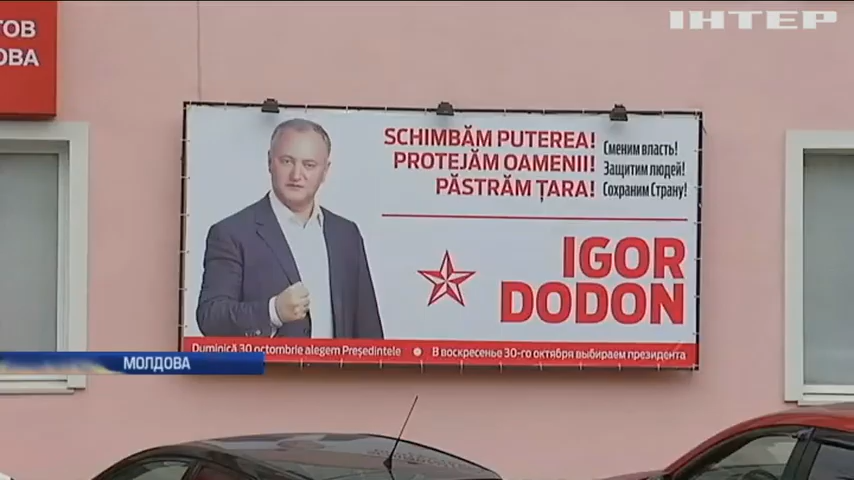 ІНТЕР
ТОВ
ОВА
SCHIMBĂM PUTEREA!
PROTEJĂM OAMENII!
PĂSTRĂM ȚARA!
Сменим власть!
Защитим людей!
Сохраним Страну!
IGOR
DODON
Duminică 30 octombrie alegem Președintele • В воскресенье 30-го октября выбираем президента
МОЛДОВА